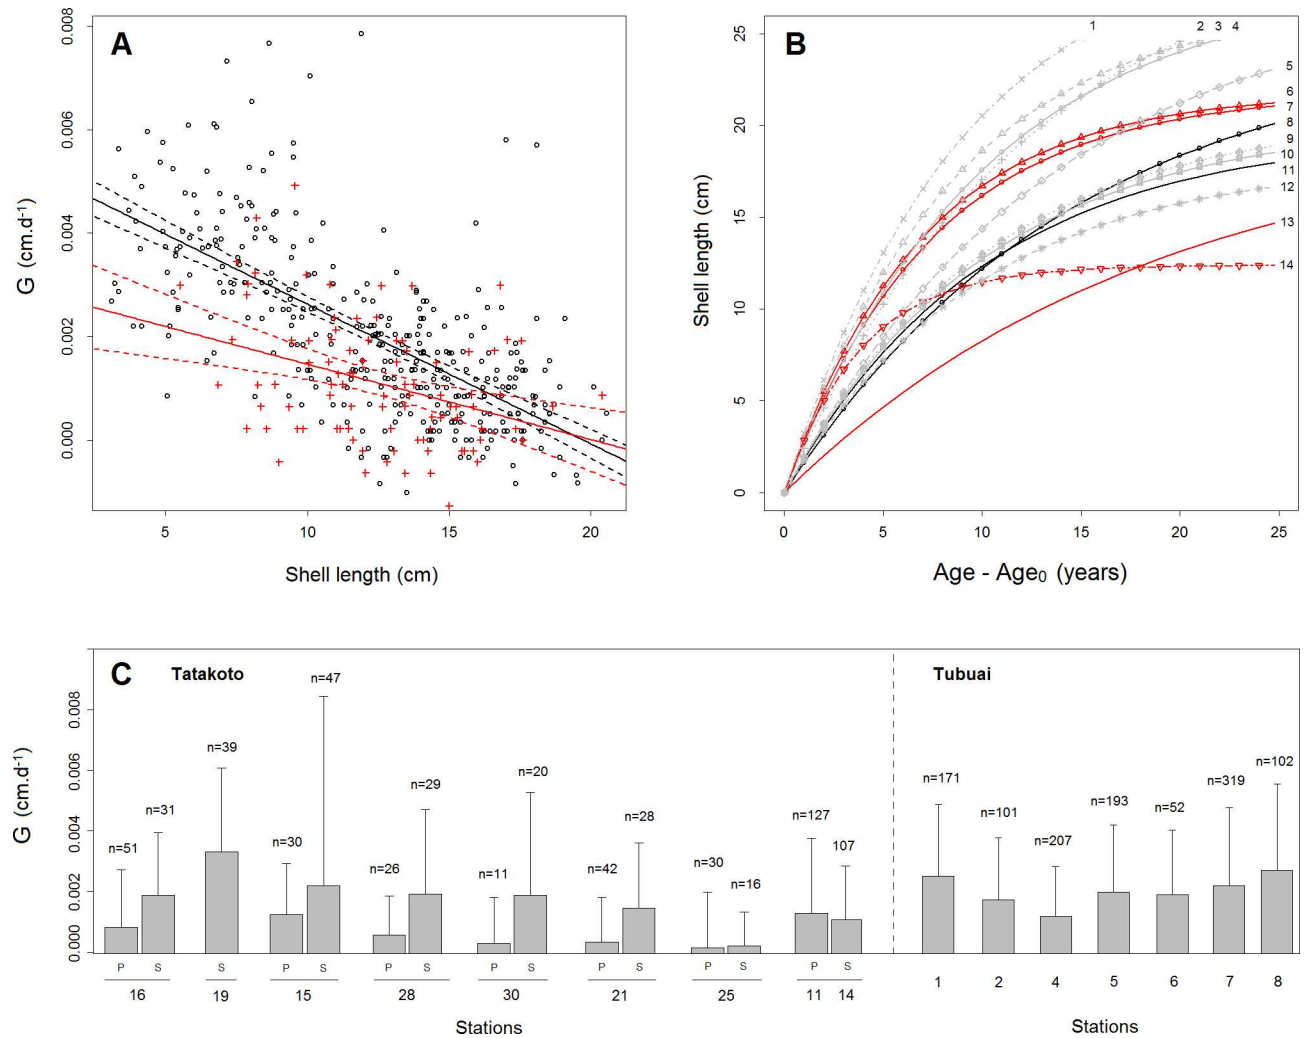 A
G (cm.d-1)
0.008
0.006
0.004
0.002
0.000
5 10 15 20
Shell length (cm)
B
Shell length (cm)
25
20
15
10
5
0
1 2 3 4
5
6
7
8
9
10
11
12
13
14
0 5 10 15 20 25
Age - Age0 (years)
C
Tatakoto
Tubuai
G (cm.d-1)
0.008
0.006
0.004
0.002
0.000
n=51 n=31 n=39 n=30 n=47 n=26 n=29 n=11 n=20 n=42 n=28 n=30 n=16 n=127 107
n=171 n=101 n=207 n=193 n=52 n=319 n=102
P S S P S P S P S P S P S P S
16 19 15 28 30 21 25 11 14
1 2 4 5 6 7 8
Stations
Stations